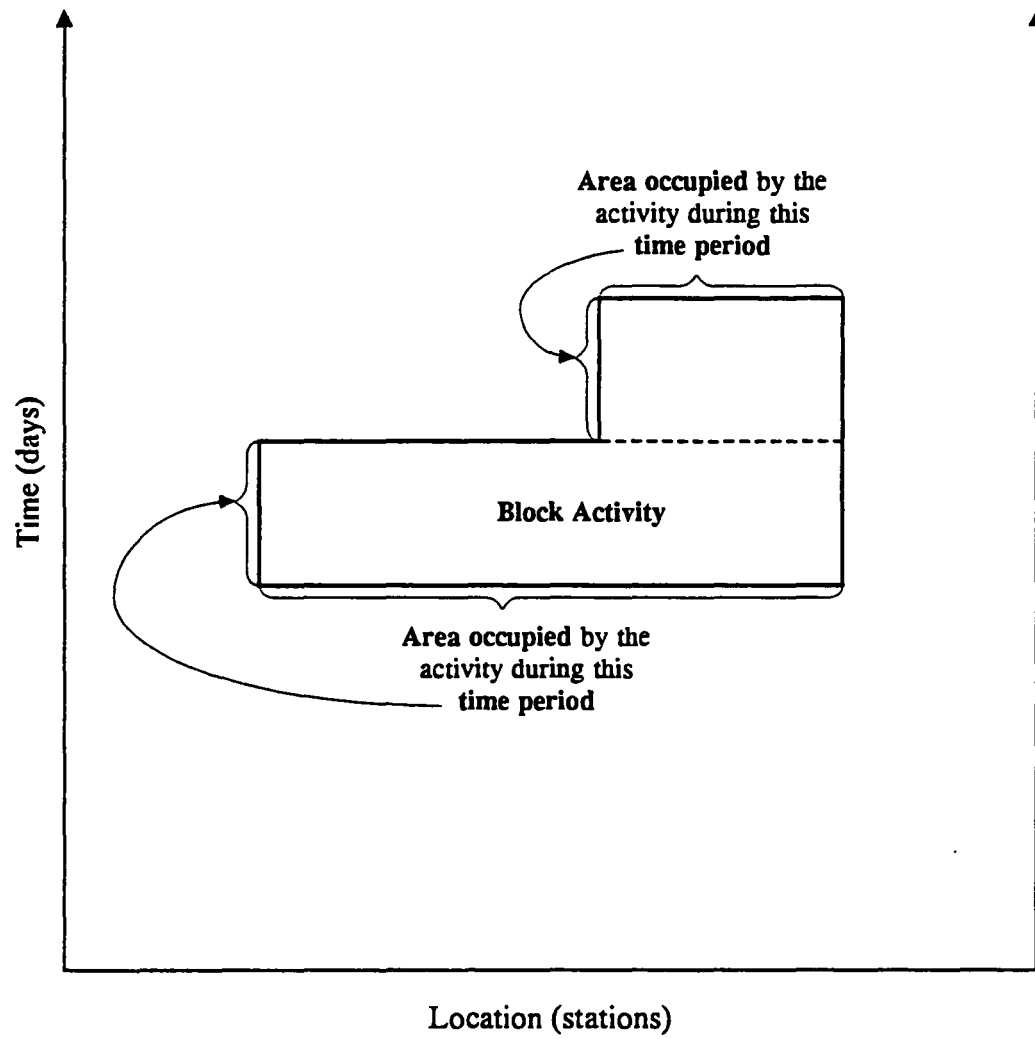 Area occupied by the
activity during this
time period
Time (days)
Block Activity
Area occupied by the
activity during this
time period
Location (stations)